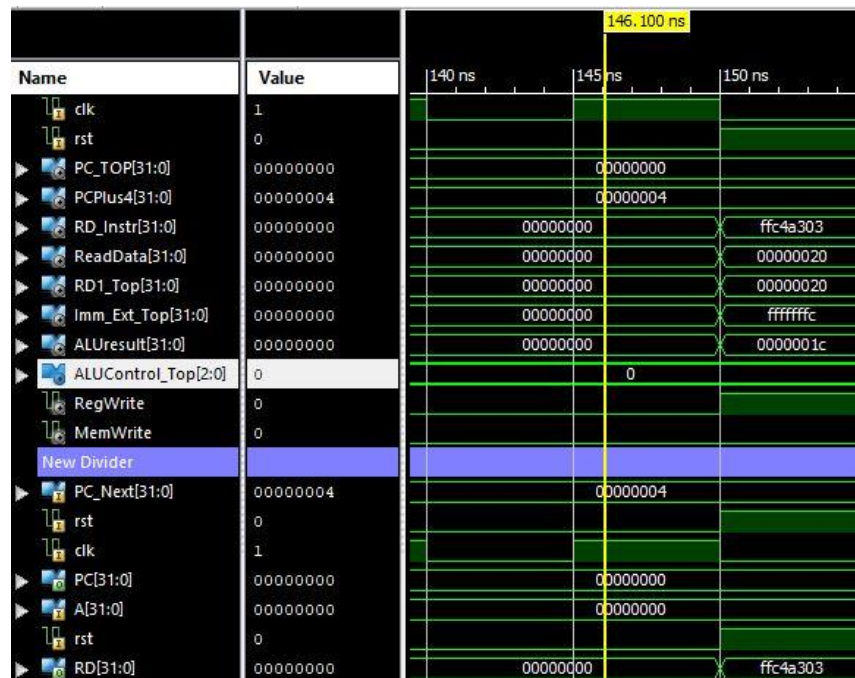 146.100 ns
Name Value |140 ns |145 ns |150 ns
clk 1
rst 0
PC_TOP[31:0] 00000000 00000000
PCPlus4[31:0] 00000004 00000004
RD_Instr[31:0] 00000000 00000000 ffc4a303
ReadData[31:0] 00000000 00000000 00000020
RD1_Top[31:0] 00000000 00000000 00000020
Imm_Ext_Top[31:0] 00000000 00000000 fffffffc
ALUresult[31:0] 00000000 00000000 0000001c
ALUControl_Top[2:0] 0 0
RegWrite 0
MemWrite 0
New Divider
PC_Next[31:0] 00000004 00000004
rst 0
clk 1
PC[31:0] 00000000 00000000
A[31:0] 00000000 00000000
rst 0
RD[31:0] 00000000 00000000 ffc4a303